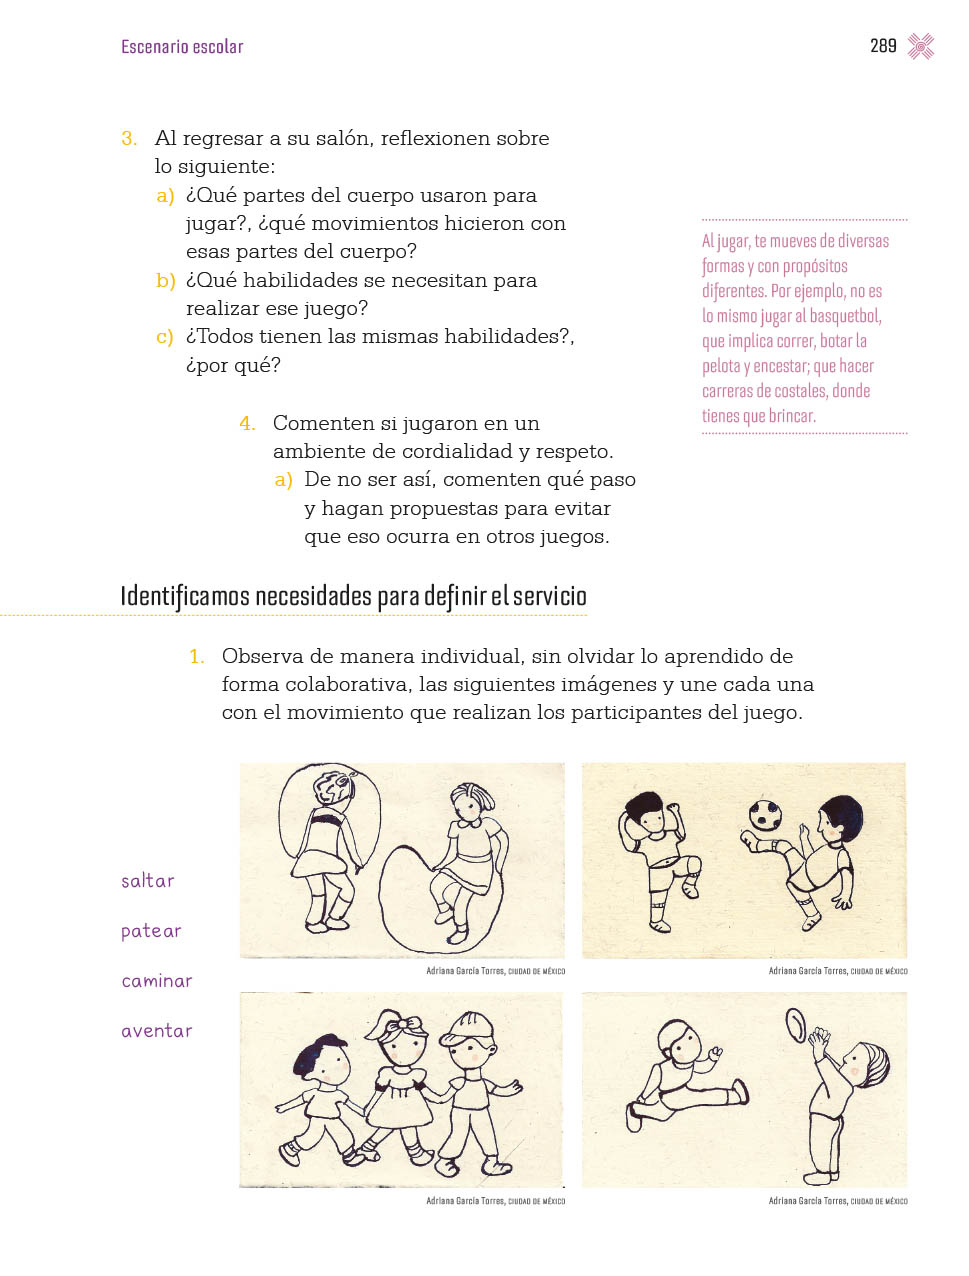 Escenario escolar
289
3. Al regresar a su salón, reflexionen sobre
lo siguiente:
a) ¿Qué partes del cuerpo usaron para
jugar?, ¿qué movimientos hicieron con
esas partes del cuerpo?
b) ¿Qué habilidades se necesitan para
realizar ese juego?
c) ¿Todos tienen las mismas habilidades?,
¿por qué?
Al jugar, te mueves de diversas
formas y con propósitos
diferentes. Por ejemplo, no es
lo mismo jugar al basquetbol,
que implica correr, botar la
pelota y encestar; que hacer
carreras de costales, donde
tienes que brincar.
4. Comenten si jugaron en un
ambiente de cordialidad y respeto.
a) De no ser así, comenten qué paso
y hagan propuestas para evitar
que eso ocurra en otros juegos.
Identificamos necesidades para definir el servicio
1. Observa de manera individual, sin olvidar lo aprendido de
forma colaborativa, las siguientes imágenes y une cada una
con el movimiento que realizan los participantes del juego.
saltar
patear
caminar
aventar
Adriana García Torres, CIUDAD DE MÉXICO
Adriana García Torres, CIUDAD DE MÉXICO
Adriana García Torres, CIUDAD DE MÉXICO
Adriana García Torres, CIUDAD DE MÉXICO